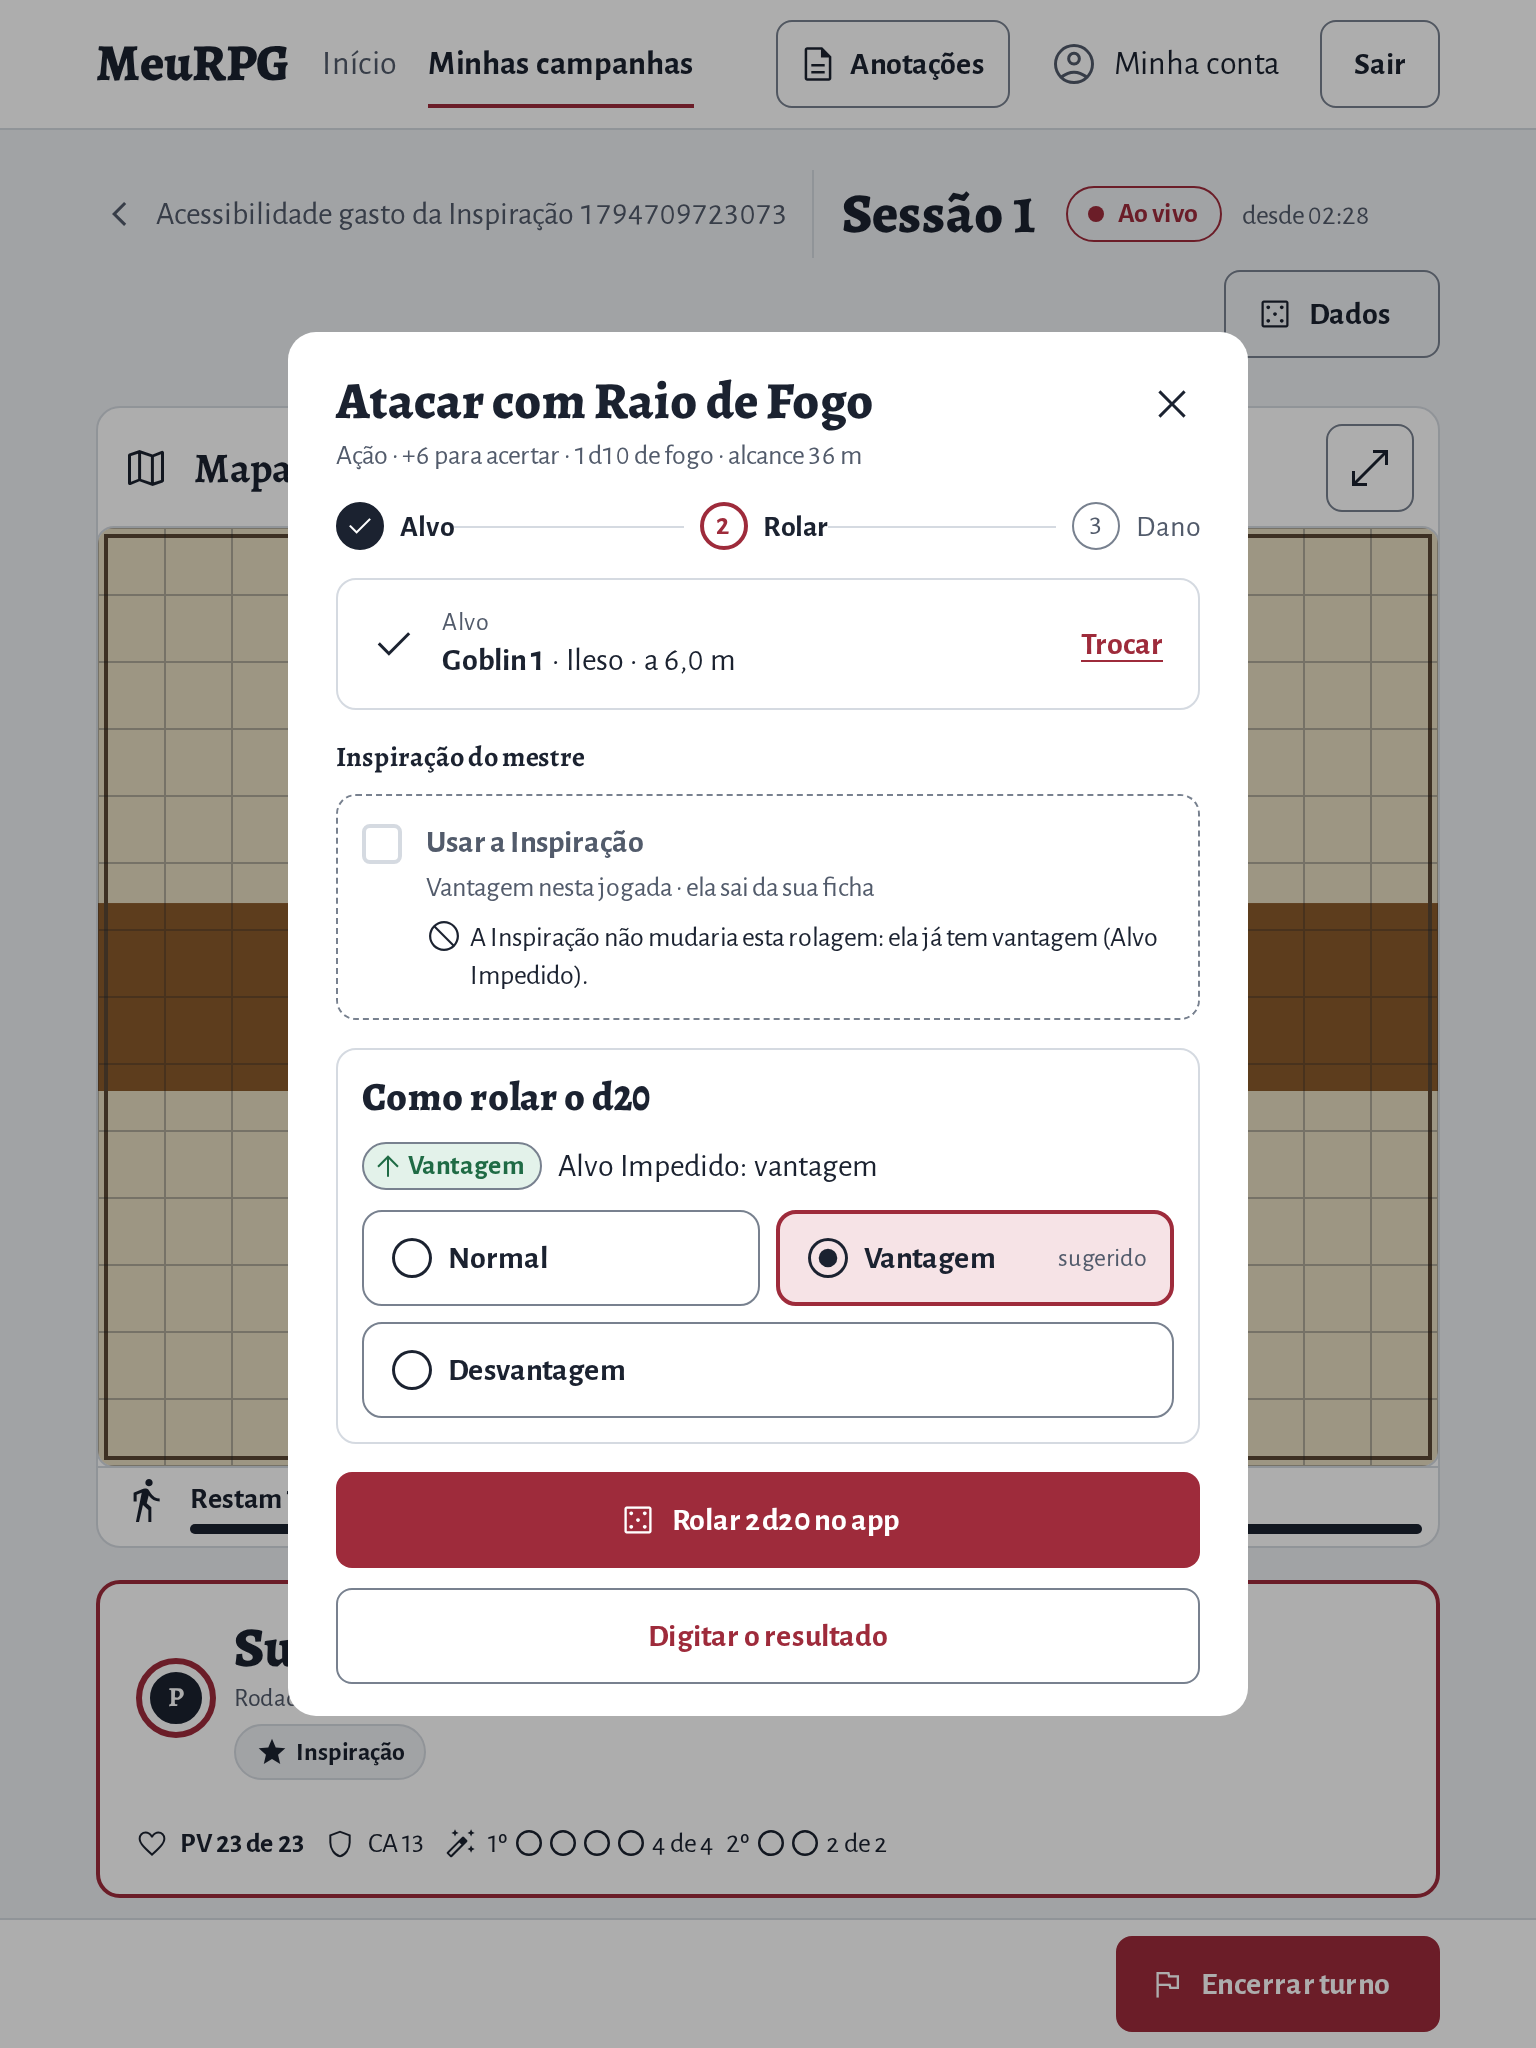 MeuRPG Início Minhas campanhas Anotações Minha conta Sair
Acessibilidade gasto da Inspiração 1794709723073 Sessão 1 Ao vivo desde 02:28
Dados
Mapa
Atacar com Raio de Fogo
Ação · +6 para acertar · 1d10 de fogo · alcance 36 m
Alvo 2 Rolar 3 Dano
Alvo
Goblin 1 · Ileso · a 6,0 m
Trocar
Inspiração do mestre
Usar a Inspiração
Vantagem nesta jogada · ela sai da sua ficha
A Inspiração não mudaria esta rolagem: ela já tem vantagem (Alvo
Impedido).
Como rolar o d20
Vantagem Alvo Impedido: vantagem
Normal
Vantagem sugerido
Desvantagem
Rolar 2d20 no app
Digitar o resultado
Restam
P
Inspiração
PV 23 de 23 CA 13 1º 4 de 4 2º 2 de 2
Encerrar turno